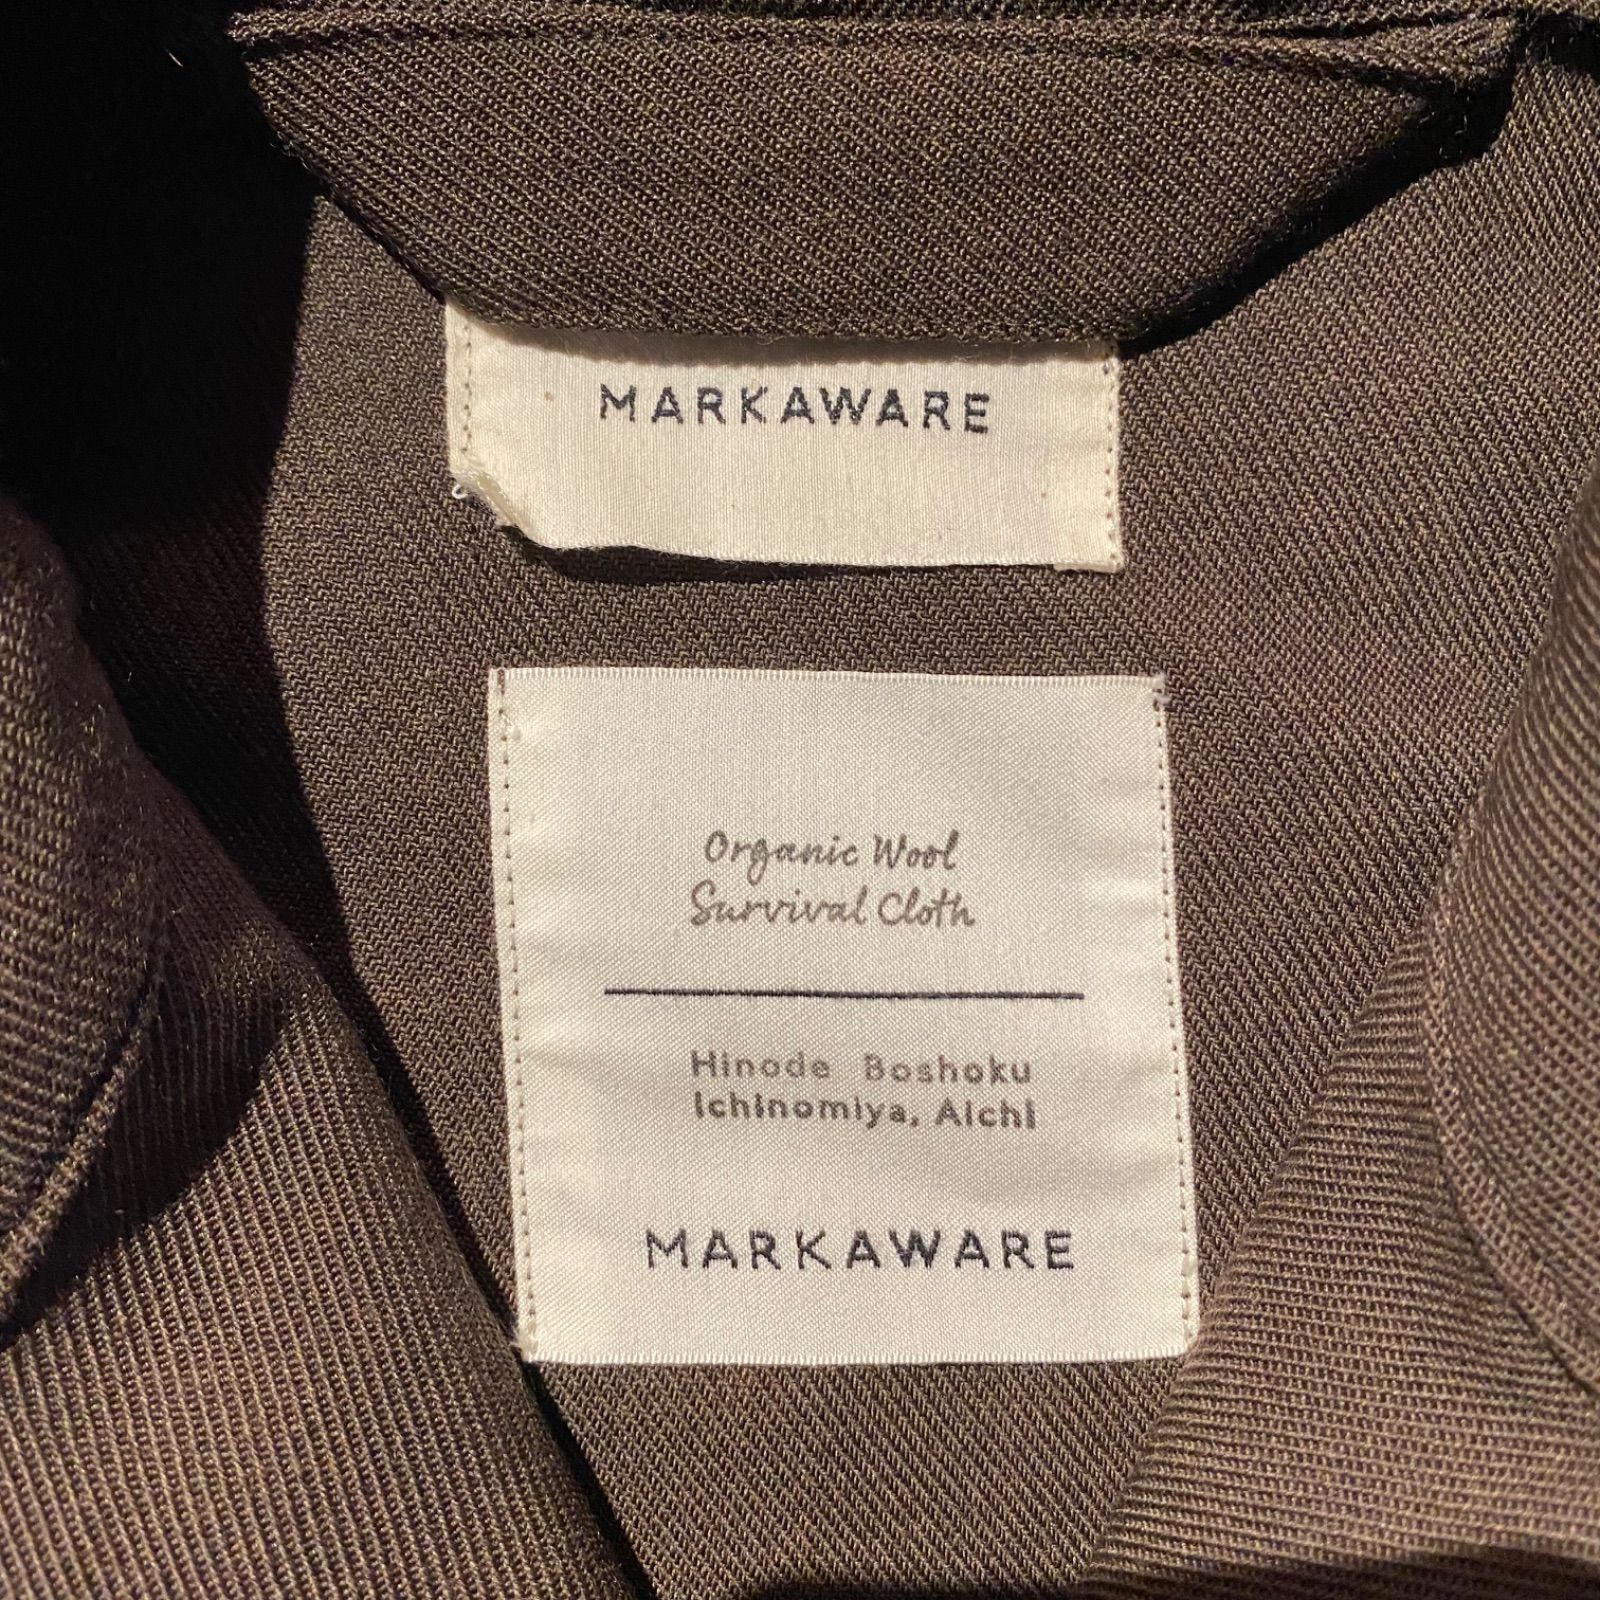 MARKAWARE
Organic Wool
Survival Cloth
Hinode Boshoku
Ichinomiya, Aichi
MARKAWARE